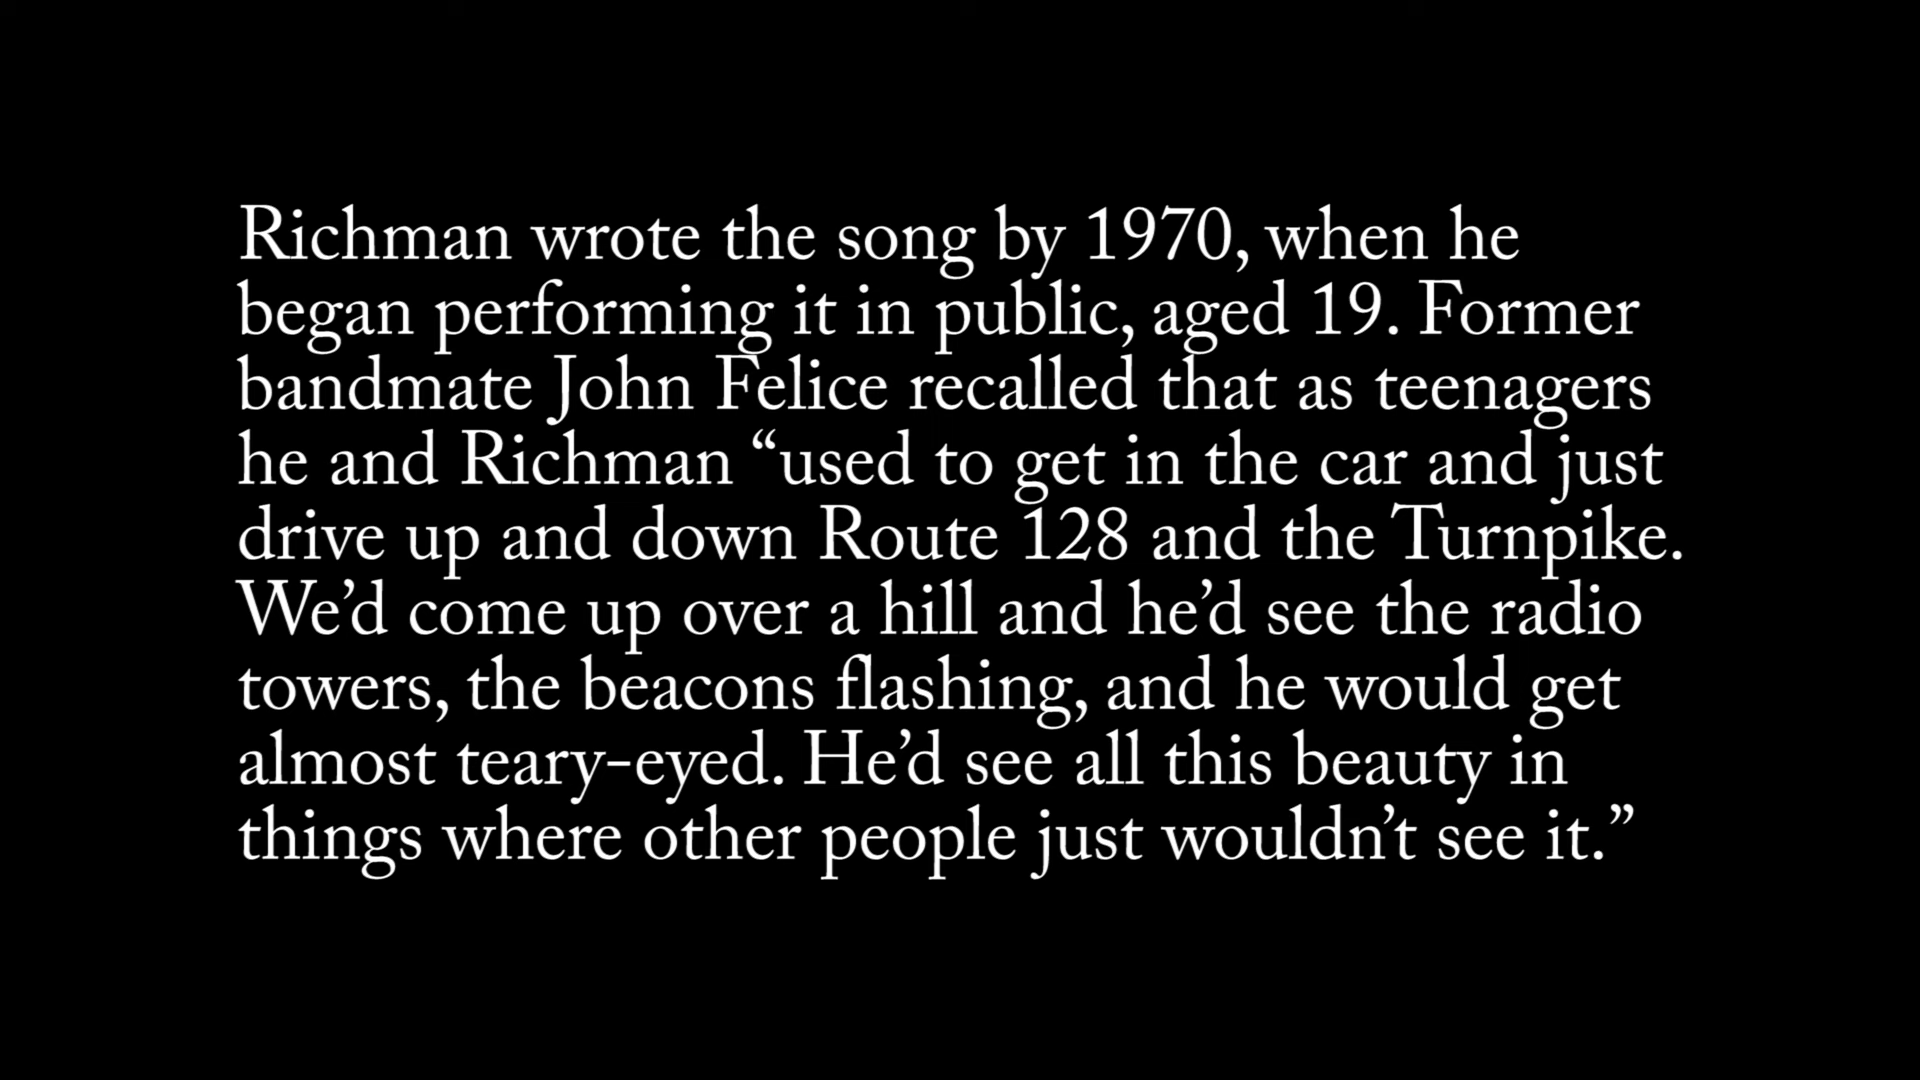 Richman wrote the song by 1970, when he
began performing it in public, aged 19. Former
bandmate John Felice recalled that as teenagers
he and Richman “used to get in the car and just
drive up and down Route 128 and the Turnpike.
We’d come up over a hill and he’d see the radio
towers, the beacons flashing, and he would get
almost teary-eyed. He’d see all this beauty in
things where other people just wouldn’t see it.”